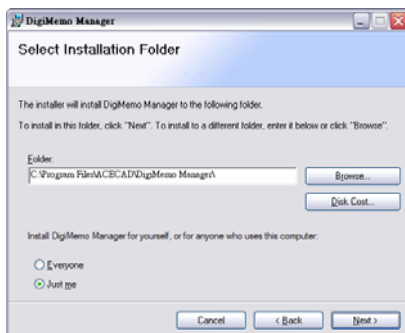 DigiMemo Manager
Select Installation Folder
The installer will install DigiMemo Manager to the following folder.
To install in this folder, click "Next". To install to a different folder, enter it below or click "Browse".
Folder:
C:\Program Files\ACECAD\DigiMemo Manager\
Browse...
Disk Cost...
Install DigiMemo Manager for yourself, or for anyone who uses this computer:
Everyone
Just me
Cancel
< Back
Next >